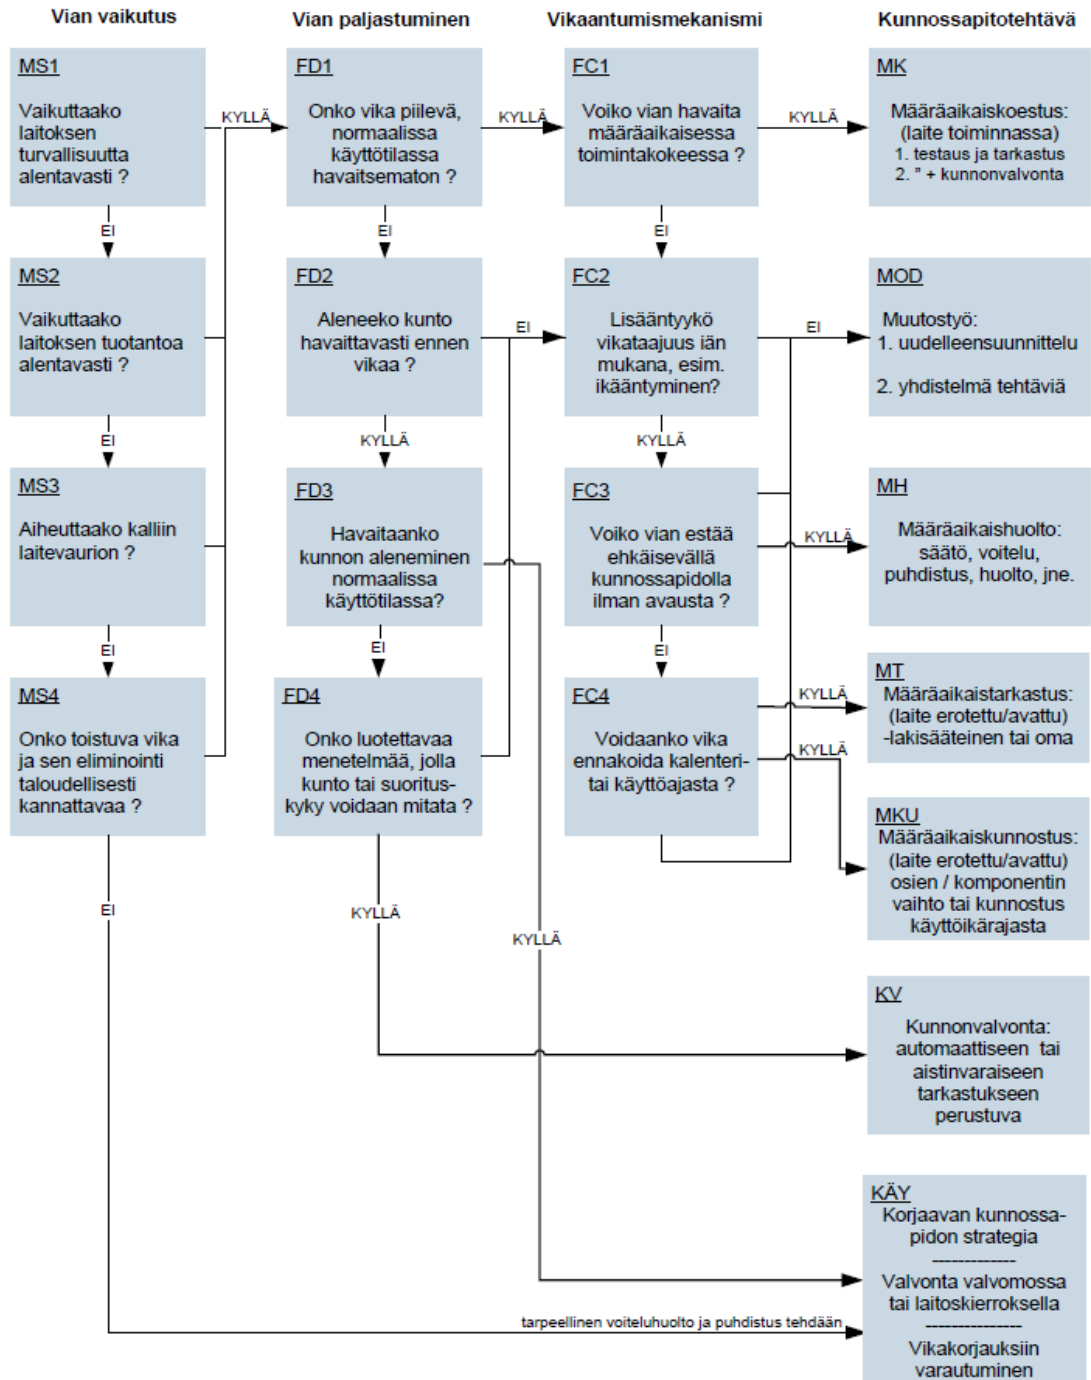 Vian vaikutus
Vian paljastuminen
Vikaantumismekanismi
Kunnossapitotehtävä
MS1
Vaikuttaako
laitoksen
turvallisuutta
alentavasti ?
KYLLÄ
FD1
Onko vika piilevä,
normaalissa
käyttötilassa
havaitsematon ?
KYLLÄ
FC1
Voiko vian havaita
määräaikaisessa
toimintakokeessa ?
KYLLÄ
MK
Määräaikaiskoestus:
(laite toiminnassa)
1. testaus ja tarkastus
2. " + kunnonvalvonta
EI
EI
EI
MS2
Vaikuttaako
laitoksen tuotantoa
alentavasti ?
FD2
Aleneeko kunto
havaittavasti ennen
vikaa ?
EI
FC2
Lisääntyykö
vikataajuus iän
mukana, esim.
ikääntyminen?
EI
MOD
Muutostyö:
1. uudelleensuunnittelu
2. yhdistelmä tehtäviä
EI
KYLLÄ
KYLLÄ
MS3
Aiheuttaako kalliin
laitevaurion ?
FD3
Havaitaanko
kunnon aleneminen
normaalissa
käyttötilassa?
FC3
Voiko vian estää
ehkäisevällä
kunnossapidolla
ilman avausta ?
KYLLÄ
MH
Määräaikaishuolto:
säätö, voitelu,
puhdistus, huolto, jne.
EI
EI
EI
MS4
Onko toistuva vika
ja sen eliminointi
taloudellisesti
kannattavaa ?
FD4
Onko luotettavaa
menetelmää, jolla
kunto tai suoritus-
kyky voidaan mitata ?
FC4
Voidaanko vika
ennakoida kalenteri-
tai käyttöajasta ?
KYLLÄ
KYLLÄ
MT
Määräaikaistarkastus:
(laite erotettu/avattu)
-lakisääteinen tai oma
MKU
Määräaikaiskunnostus:
(laite erotettu/avattu)
osien / komponentin
vaihto tai kunnostus
käyttöikärajasta
EI
KYLLÄ
KYLLÄ
KV
Kunnonvalvonta:
automaattiseen tai
aistinvaraiseen
tarkastukseen
perustuva
KÄY
Korjaavan kunnossa-
pidon strategia
-------------
Valvonta valvomossa
tai laitoskierroksella
---------------
Vikakorjauksiin
varautuminen
tarpeellinen voiteluhuolto ja puhdistus tehdään